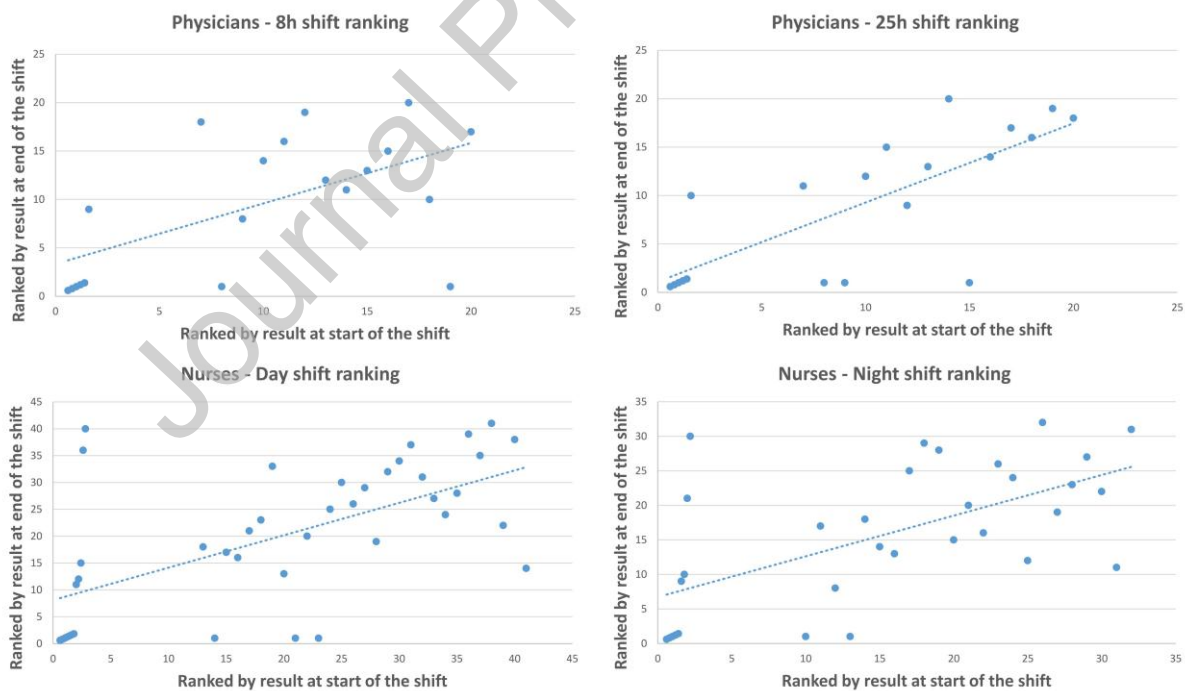 Physicians - 8h shift ranking
Ranked by result at end of the shift
25
20
15
10
5
0
0 5 10 15 20 25
Ranked by result at start of the shift
Physicians - 25h shift ranking
Ranked by result at end of the shift
25
20
15
10
5
0
0 5 10 15 20 25
Ranked by result at start of the shift
Nurses - Day shift ranking
Ranked by result at end of the shift
45
40
35
30
25
20
15
10
5
0
0 5 10 15 20 25 30 35 40 45
Ranked by result at start of the shift
Nurses - Night shift ranking
Ranked by result at end of the shift
35
30
25
20
15
10
5
0
0 5 10 15 20 25 30 35
Ranked by result at start of the shift
Journal